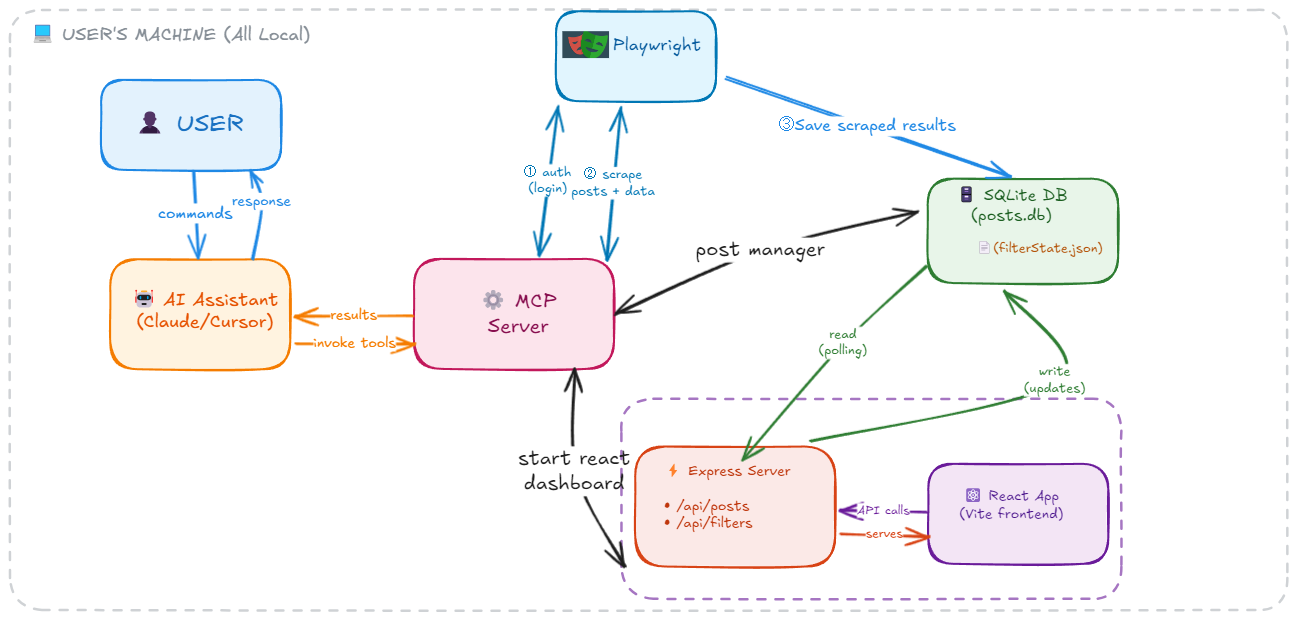 USER'S MACHINE (All Local)
Playwright
USER
③Save scraped results
① auth
(login)
② scrape
posts + data
commands
response
SQLite DB
(posts.db)
(filterState.json)
post manager
AI Assistant
(Claude/Cursor)
results
invoke tools
MCP
Server
read
(polling)
write
(updates)
start react
dashboard
Express Server
• /api/posts
• /api/filters
API calls
serves
React App
(Vite frontend)